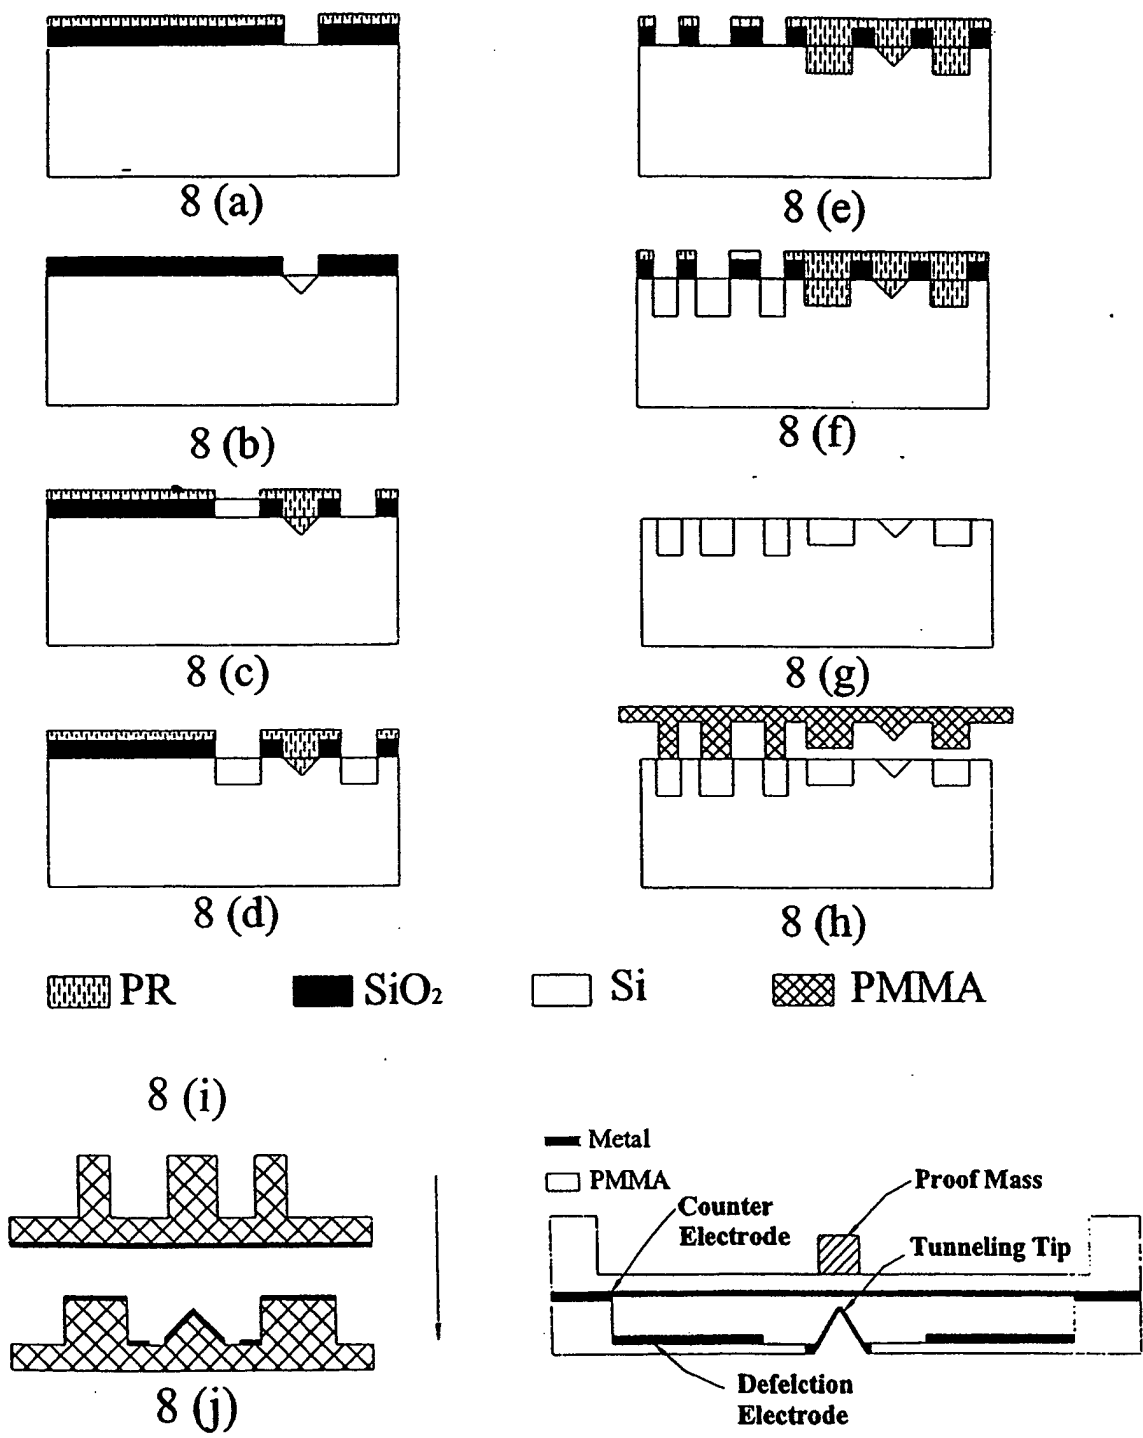 8 (a)
8 (b)
8 (c)
8 (d)
8 (e)
8 (f)
8 (g)
8 (h)
PR
SiO₂
Si
PMMA
8 (i)
8 (j)
Metal
PMMA
Counter
Electrode
Proof Mass
Tunneling Tip
Defelction
Electrode